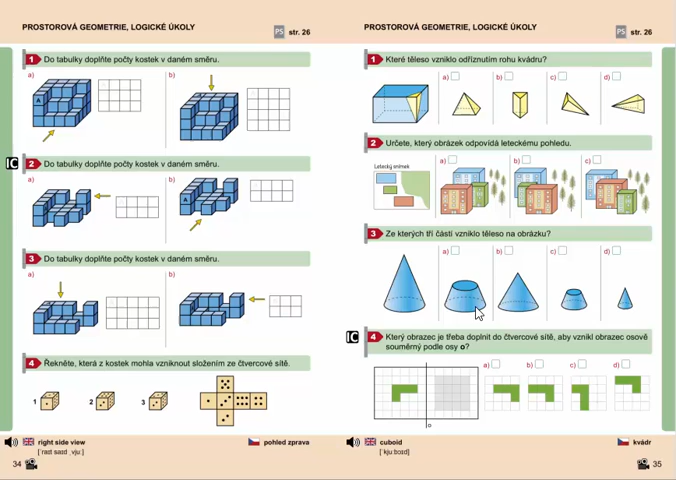 PROSTOROVÁ GEOMETRIE, LOGICKÉ ÚKOLY
PS str. 26
1 Do tabulky doplňte počty kostek v daném směru.
a)
b)
A
IC
2 Do tabulky doplňte počty kostek v daném směru.
a)
b)
A
3 Do tabulky doplňte počty kostek v daném směru.
a)
b)
4 Řekněte, která z kostek mohla vzniknout složením ze čtvercové sítě.
1
2
3
right side view
[ˈraɪt saɪd ˌvjuː]
pohled zprava
34
PROSTOROVÁ GEOMETRIE, LOGICKÉ ÚKOLY
PS str. 26
1 Které těleso vzniklo odříznutím rohu kvádru?
a)
b)
c)
d)
2 Určete, který obrázek odpovídá leteckému pohledu.
Letecký snímek
a)
b)
c)
3 Ze kterých tří částí vzniklo těleso na obrázku?
a)
b)
c)
d)
IC
4 Který obrazec je třeba doplnit do čtvercové sítě, aby vznikl obrazec osově
souměrný podle osy o?
a)
b)
c)
d)
o
cuboid
[ˈkjuːbɔɪd]
kvádr
35